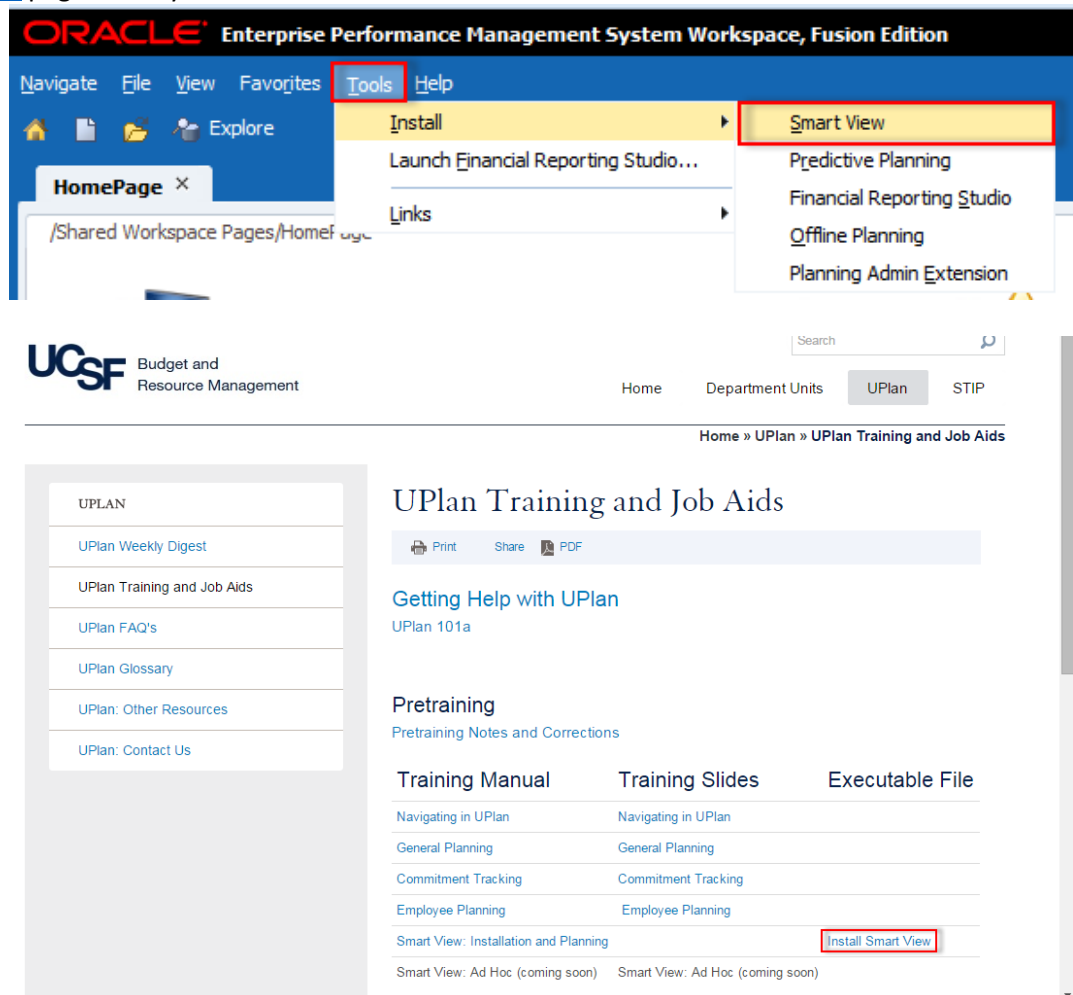 ORACLE Enterprise Performance Management System Workspace, Fusion Edition
Navigate File View Favorites Tools Help
Explore
Install
Smart View
Launch Financial Reporting Studio...
Predictive Planning
Links
Financial Reporting Studio
Offline Planning
Planning Admin Extension
HomePage ×
/Shared Workspace Pages/HomePage
Search
UCSF Budget and
Resource Management
Home Department Units UPlan STIP
Home » UPlan » UPlan Training and Job Aids
UPLAN
UPlan Weekly Digest
UPlan Training and Job Aids
UPlan FAQ's
UPlan Glossary
UPlan: Other Resources
UPlan: Contact Us
UPlan Training and Job Aids
Print Share PDF
Getting Help with UPlan
UPlan 101a
Pretraining
Pretraining Notes and Corrections
Training Manual Training Slides Executable File
Navigating in UPlan Navigating in UPlan
General Planning General Planning
Commitment Tracking Commitment Tracking
Employee Planning Employee Planning
Smart View: Installation and Planning Install Smart View
Smart View: Ad Hoc (coming soon) Smart View: Ad Hoc (coming soon)